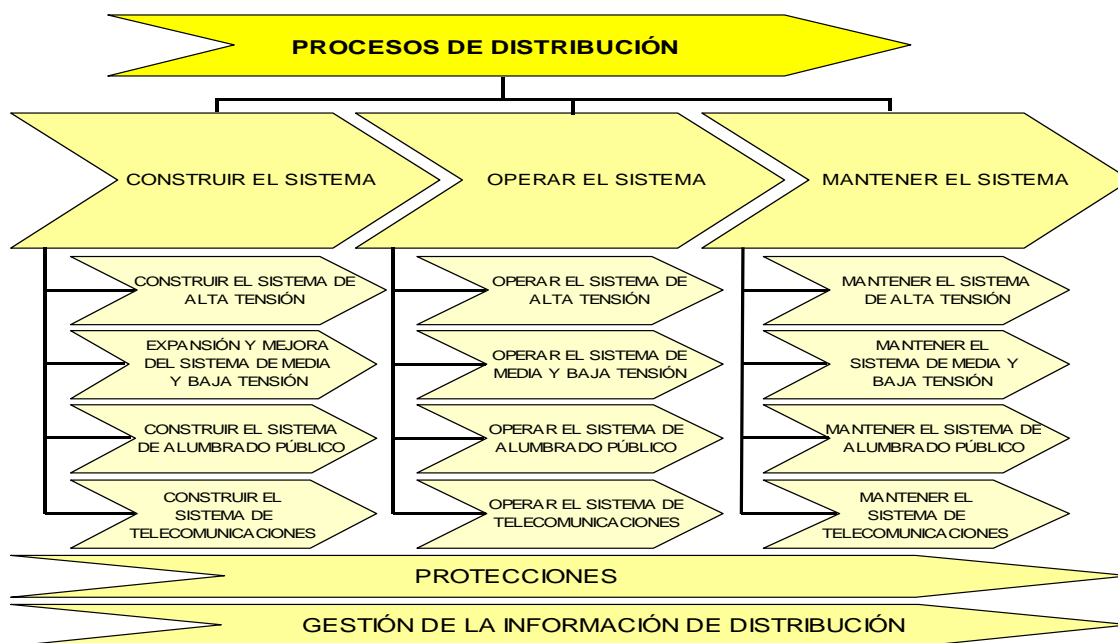 PROCESOS DE DISTRIBUCIÓN
CONSTRUIR EL SISTEMA
OPERAR EL SISTEMA
MANTENER EL SISTEMA
CONSTRUIR EL SISTEMA DE
ALTA TENSIÓN
EXPANSIÓN Y MEJORA
DEL SISTEMA DE MEDIA
Y BAJA TENSIÓN
CONSTRUIR EL SISTEMA
DE ALUMBRADO PÚBLICO
CONSTRUIR EL
SISTEMA DE
TELECOMUNICACIONES
OPERAR EL SISTEMA DE
ALTA TENSIÓN
OPERAR EL SISTEMA DE
MEDIA Y BAJA TENSIÓN
OPERAR EL SISTEMA DE
ALUMBRADO PÚBLICO
OPERAR EL SISTEMA DE
TELECOMUNICACIONES
MANTENER EL SISTEMA
DE ALTA TENSIÓN
MANTENER EL
SISTEMA DE MEDIA Y
BAJA TENSIÓN
MANTENER EL SISTEMA DE
ALUMBRADO PÚBLICO
MANTENER EL
SISTEMA DE
TELECOMUNICACIONES
PROTECCIONES
GESTIÓN DE LA INFORMACIÓN DE DISTRIBUCIÓN